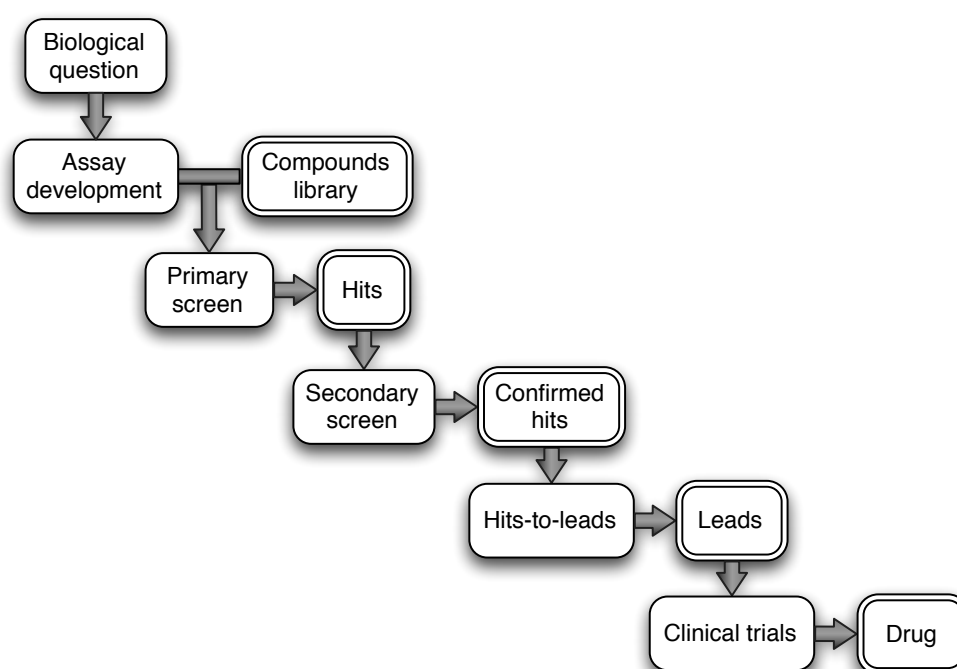 Biological
question
Assay
development
Compounds
library
Primary
screen
Hits
Secondary
screen
Confirmed
hits
Hits-to-leads
Leads
Clinical trials
Drug